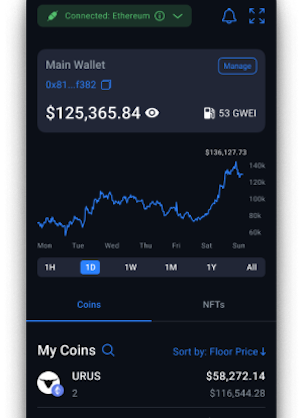 Connected: Ethereum
Main Wallet
Manage
0x81...f382
$125,365.84
53 GWEI
$136,127.73
140k
120k
100k
80k
60k
Mon Tue Wed Thu Fri Sat Sun
1H 1D 1W 1M 1Y All
Coins NFTs
My Coins Sort by: Floor Price
URUS $58,272.14
2 $116,544.28